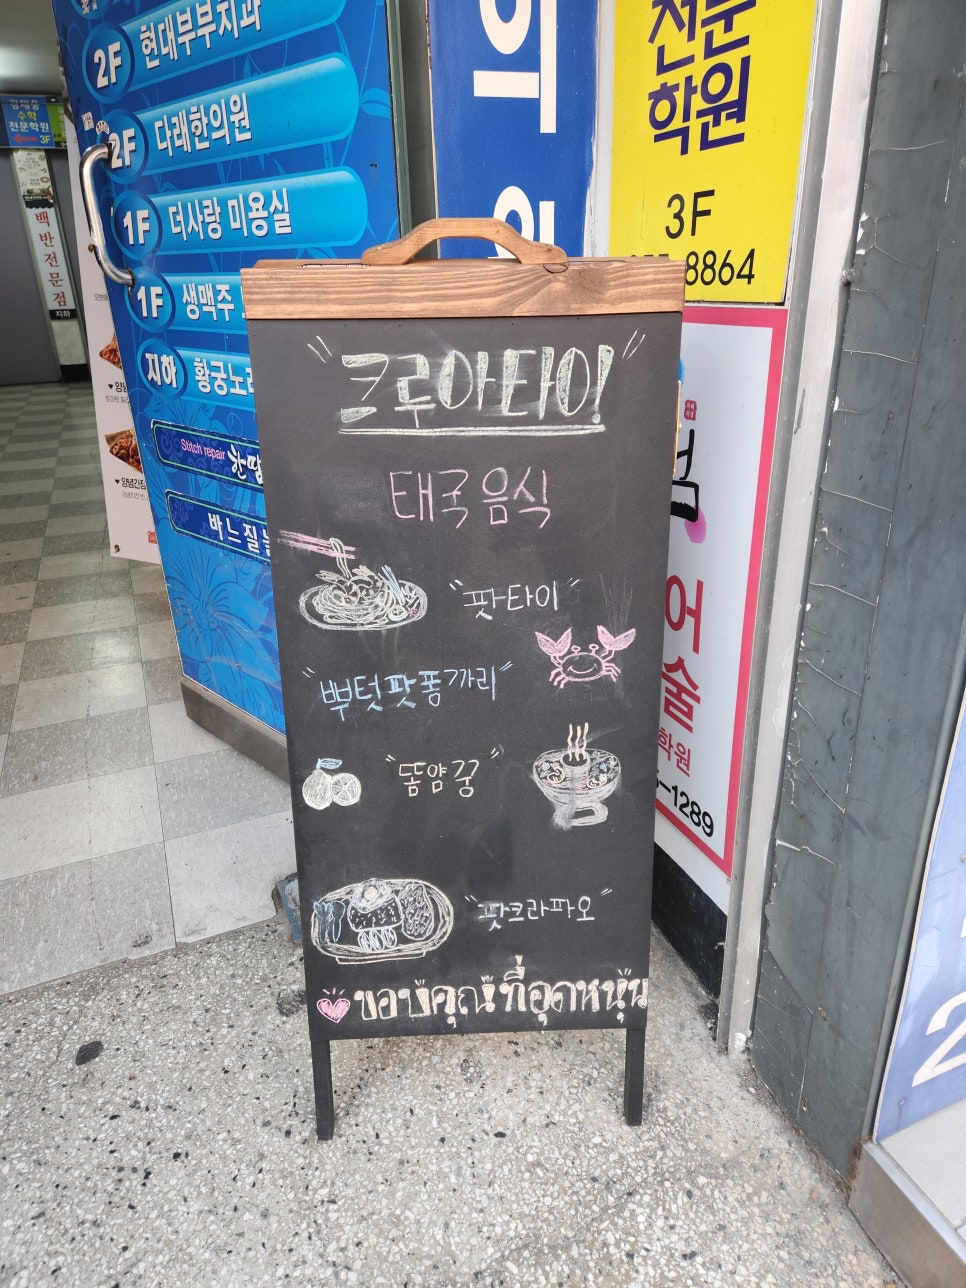 2F 현대부부치과
2F 다래한의원
1F 더사랑 미용실
1F 생맥주
지하 황궁노래
Stitch repair 한땀
바느질
수학
전문학원
3F
백반전문점
지하
의
전문
학원
3F
8864
어
술
학원
-1289
"크루아타이!"
태국음식
"팟타이"
"뿌텃팟퐁까리"
"똠얌꿍"
"팟크라파오"
ขอบคุณที่อุดหนุน